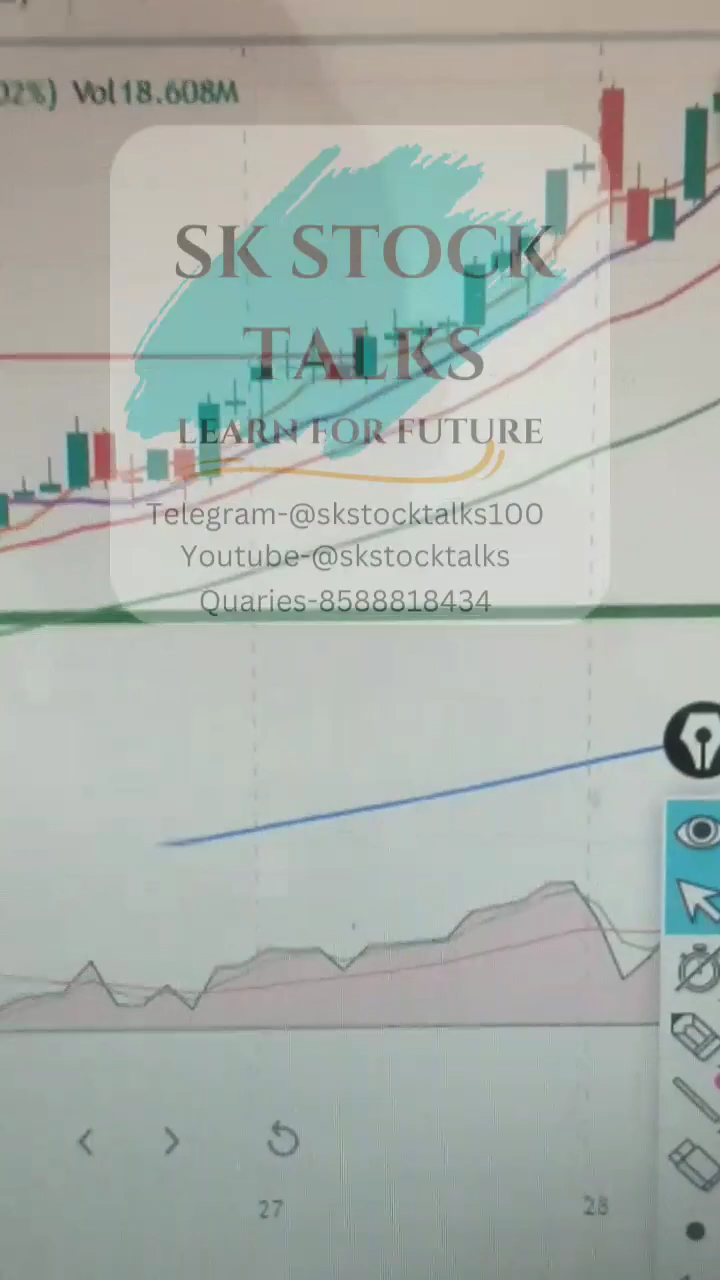 02%) Vol 18.608M
SK STOCK
TALKS
LEARN FOR FUTURE
Telegram-@skstocktalks100
Youtube-@skstocktalks
Quaries-8588818434
27
28